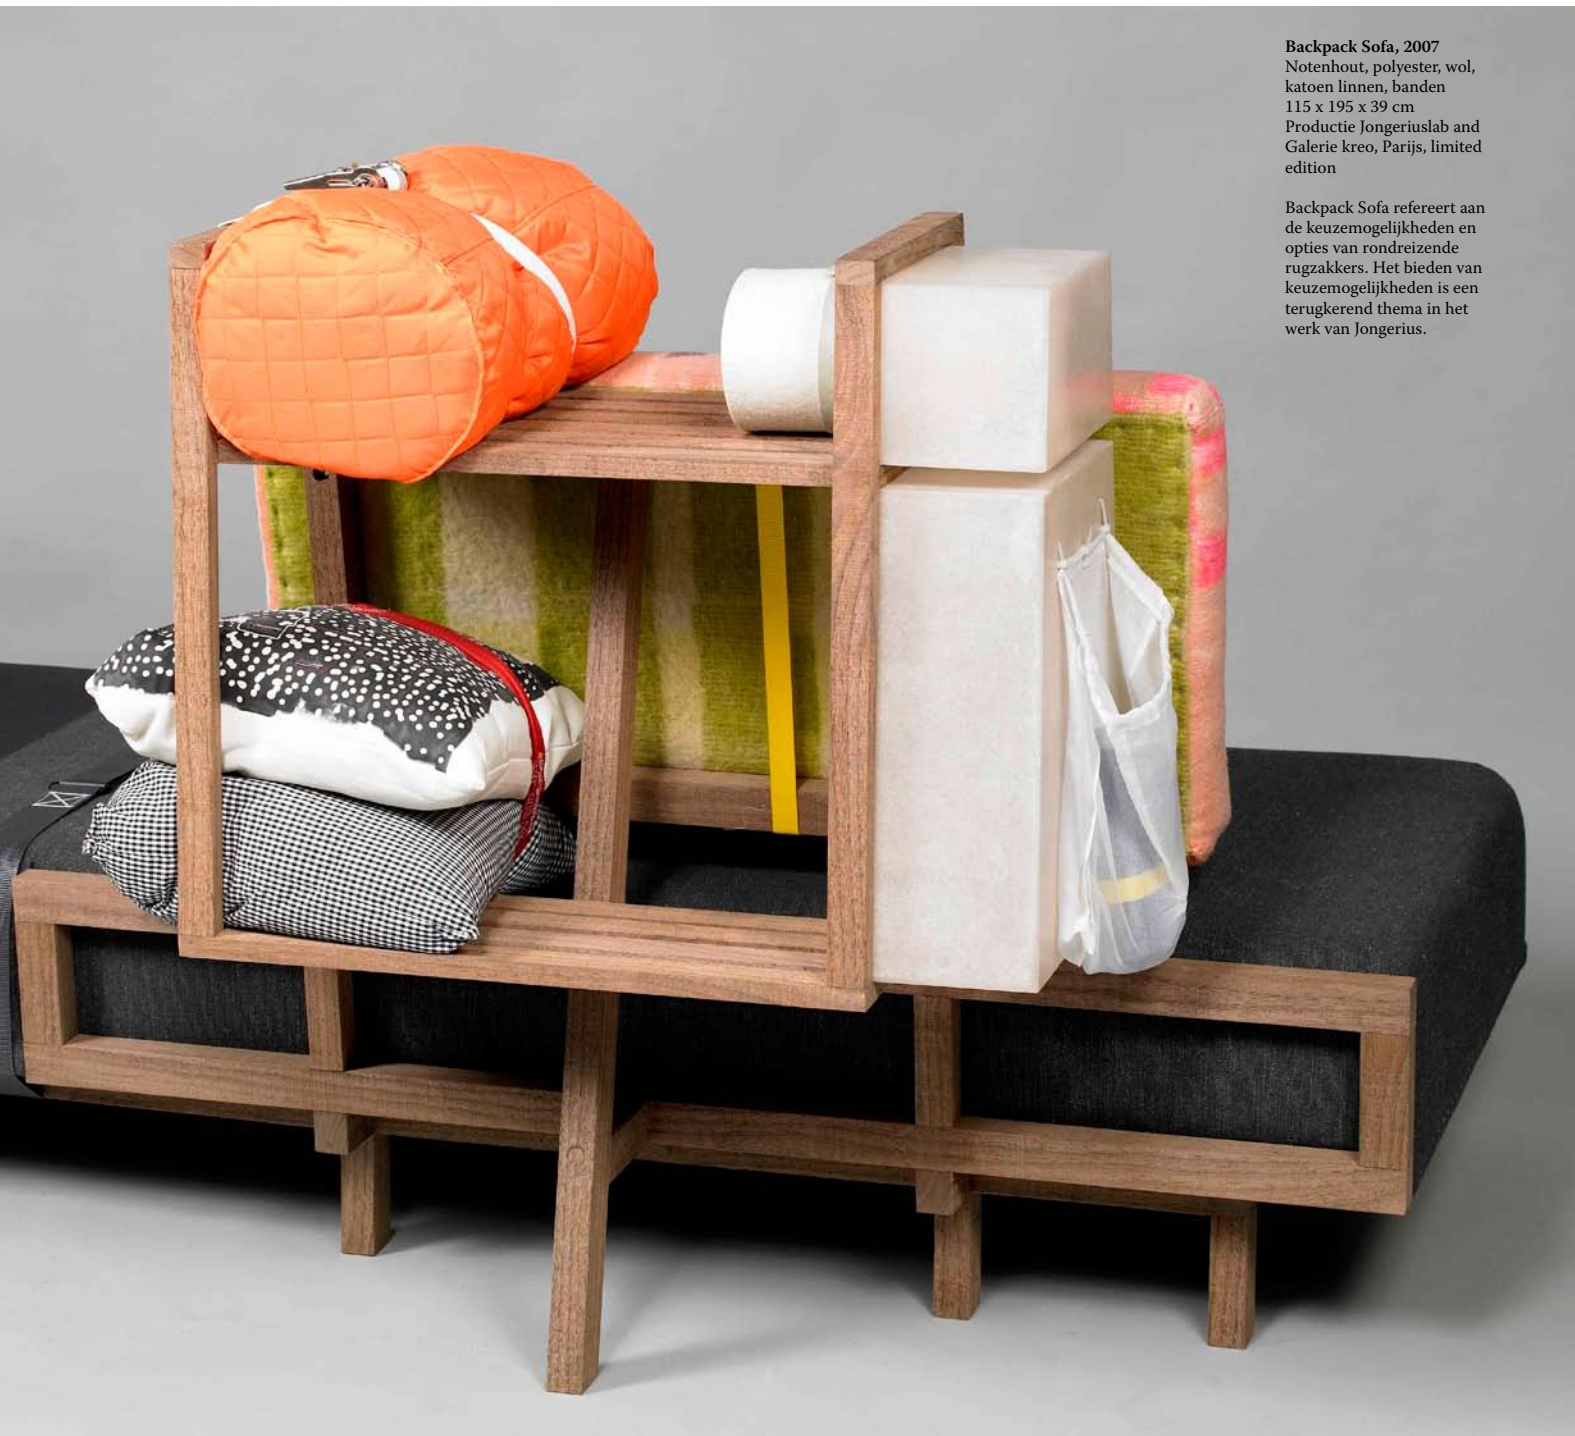 Backpack Sofa, 2007
Notenhout, polyester, wol,
katoen linnen, banden
115 x 195 x 39 cm
Productie Jongeriuslab and
Galerie kreo, Parijs, limited
edition
Backpack Sofa refereert aan
de keuzemogelijkheden en
opties van rondreizende
rugzakkers. Het bieden van
keuzemogelijkheden is een
terugkerend thema in het
werk van Jongerius.